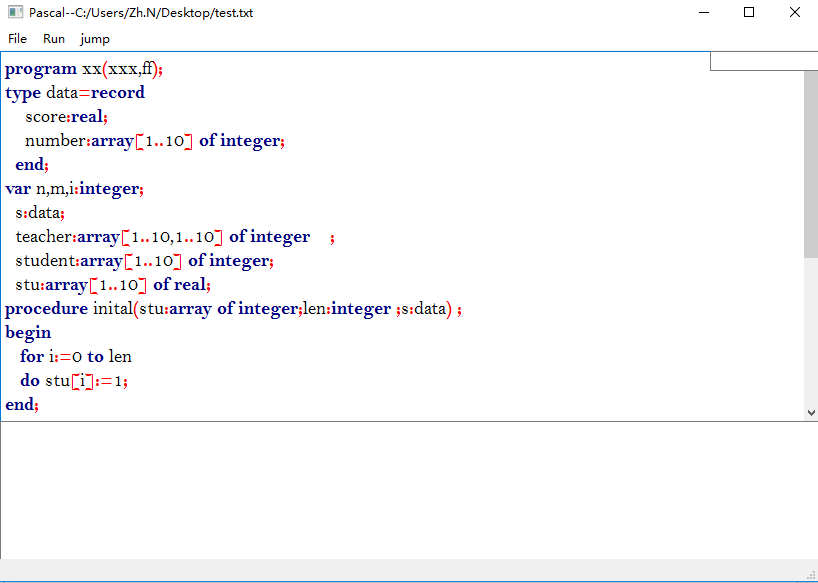 Pascal--C:/Users/Zh.N/Desktop/test.txt
File Run jump
program xx(xxx,ff);
type data=record
score:real;
number:array[1..10] of integer;
end;
var n,m,i:integer;
s:data;
teacher:array[1..10,1..10] of integer ;
student:array[1..10] of integer;
stu:array[1..10] of real;
procedure inital(stu:array of integer;len:integer ;s:data) ;
begin
for i:=0 to len
do stu[i]:=1;
end;